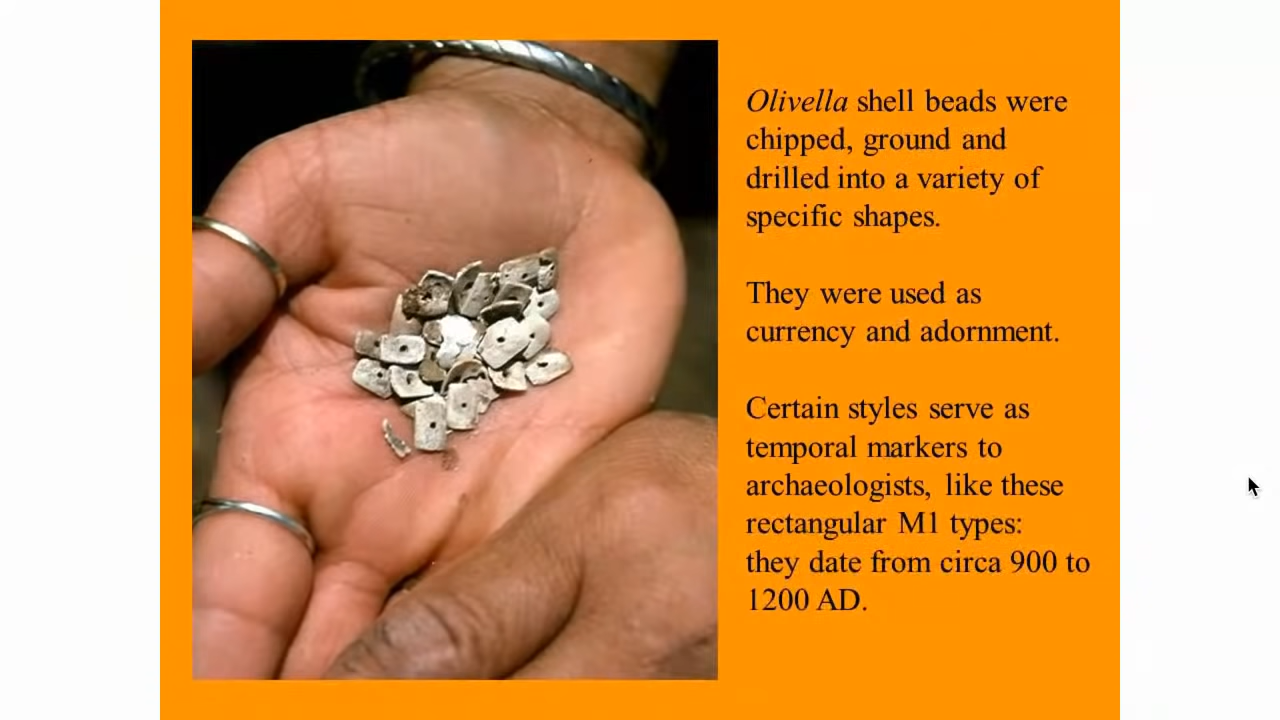 Olivella shell beads were
chipped, ground and
drilled into a variety of
specific shapes.
They were used as
currency and adornment.
Certain styles serve as
temporal markers to
archaeologists, like these
rectangular M1 types:
they date from circa 900 to
1200 AD.